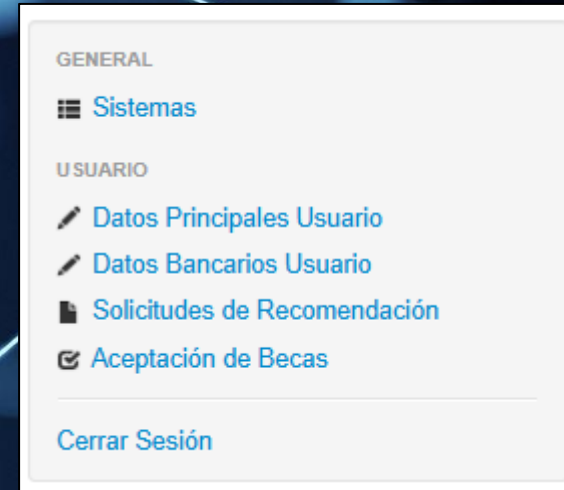 GENERAL
Sistemas
USUARIO
Datos Principales Usuario
Datos Bancarios Usuario
Solicitudes de Recomendación
Aceptación de Becas
Cerrar Sesión